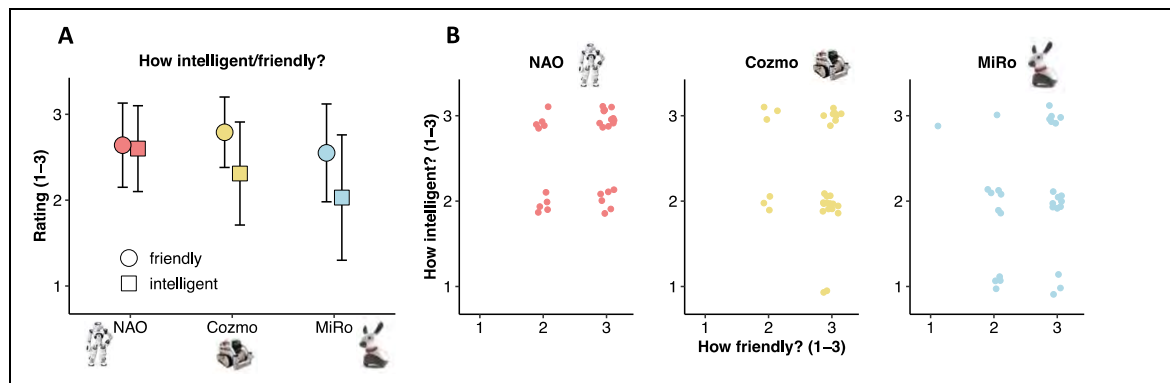 A
How intelligent/friendly?
Rating (1–3)
3
2
1
friendly
intelligent
NAO
Cozmo
MiRo
B
NAO
Cozmo
MiRo
How intelligent? (1–3)
3
2
1
1 2 3
1 2 3
1 2 3
How friendly? (1–3)